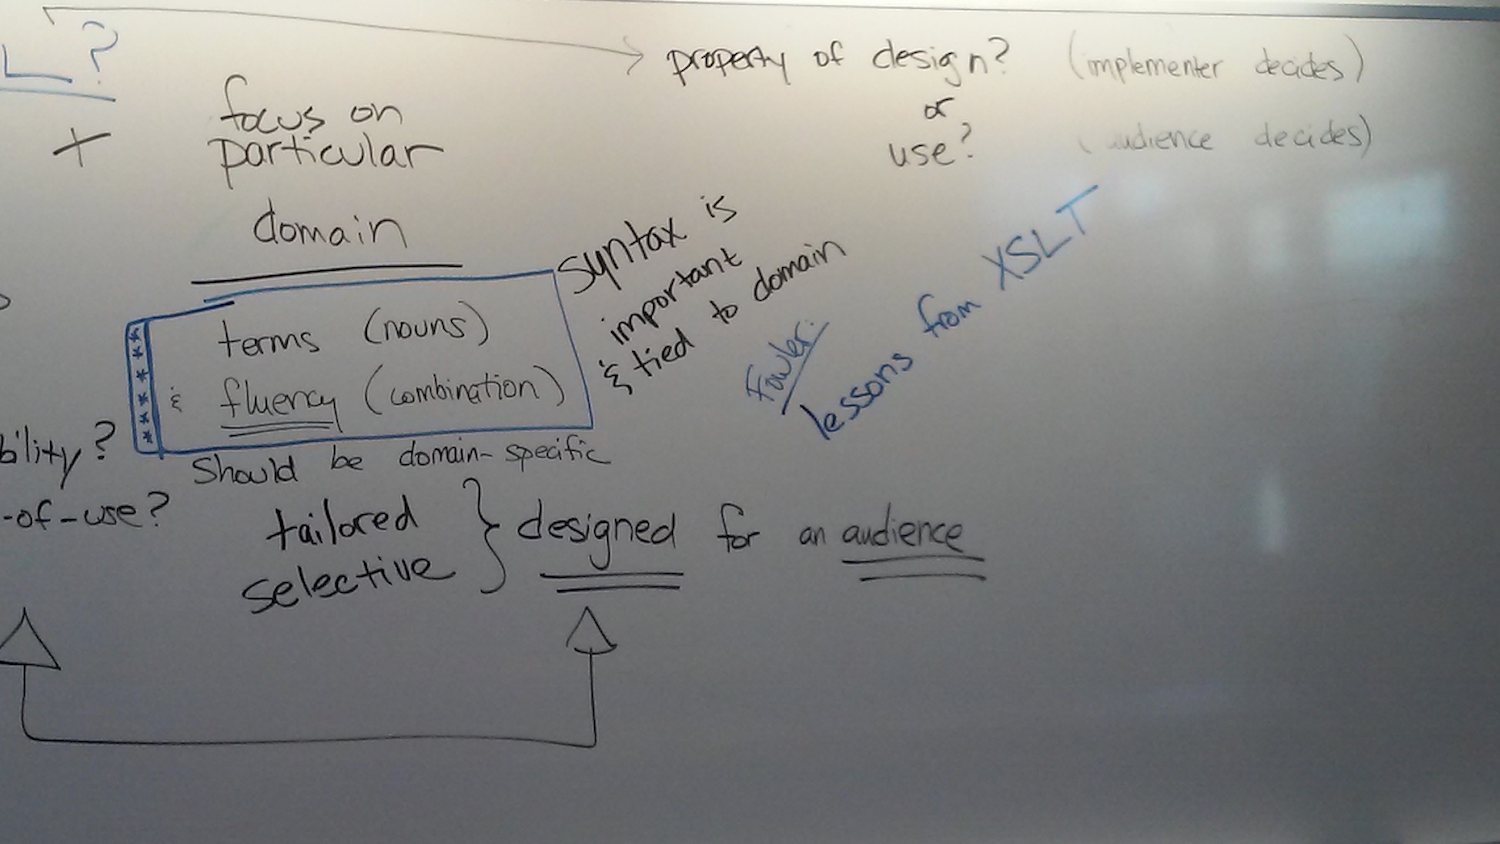 L?
property of design? (implementer decides)
or
use? (audience decides)
+ focus on
particular
domain
terms (nouns)
& fluency (combination)
should be domain-specific
syntax is
important
& tied to domain
Fowler:
lessons from XSLT
bility?
-of-use?
tailored
selective
} designed for an audience